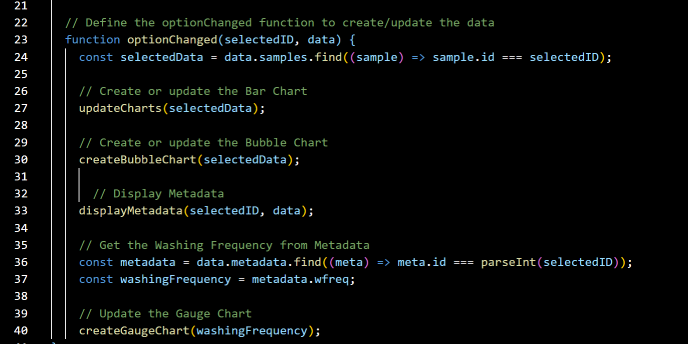 21
22 // Define the optionChanged function to create/update the data
23 function optionChanged(selectedID, data) {
24 const selectedData = data.samples.find((sample) => sample.id === selectedID);
25
26 // Create or update the Bar Chart
27 updateCharts(selectedData);
28
29 // Create or update the Bubble Chart
30 createBubbleChart(selectedData);
31
32 // Display Metadata
33 displayMetadata(selectedID, data);
34
35 // Get the Washing Frequency from Metadata
36 const metadata = data.metadata.find((meta) => meta.id === parseInt(selectedID));
37 const washingFrequency = metadata.wfreq;
38
39 // Update the Gauge Chart
40 createGaugeChart(washingFrequency);